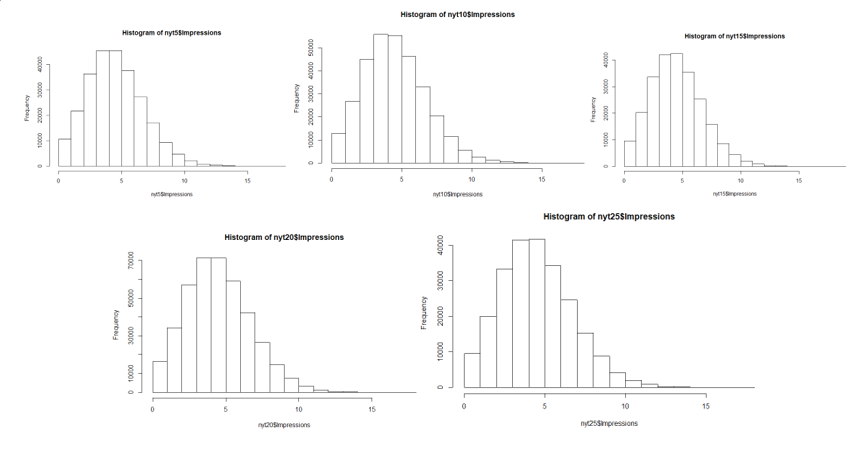 Histogram of nyt5$Impressions
Frequency
0 10000 20000 30000 40000
0 5 10 15
nyt5$Impressions
Histogram of nyt10$Impressions
Frequency
0 10000 20000 30000 40000 50000
0 5 10 15
nyt10$Impressions
Histogram of nyt15$Impressions
Frequency
0 10000 20000 30000 40000
0 5 10 15
nyt15$Impressions
Histogram of nyt20$Impressions
Frequency
0 10000 30000 50000 70000
0 5 10 15
nyt20$Impressions
Histogram of nyt25$Impressions
Frequency
0 10000 20000 30000 40000
0 5 10 15
nyt25$Impressions